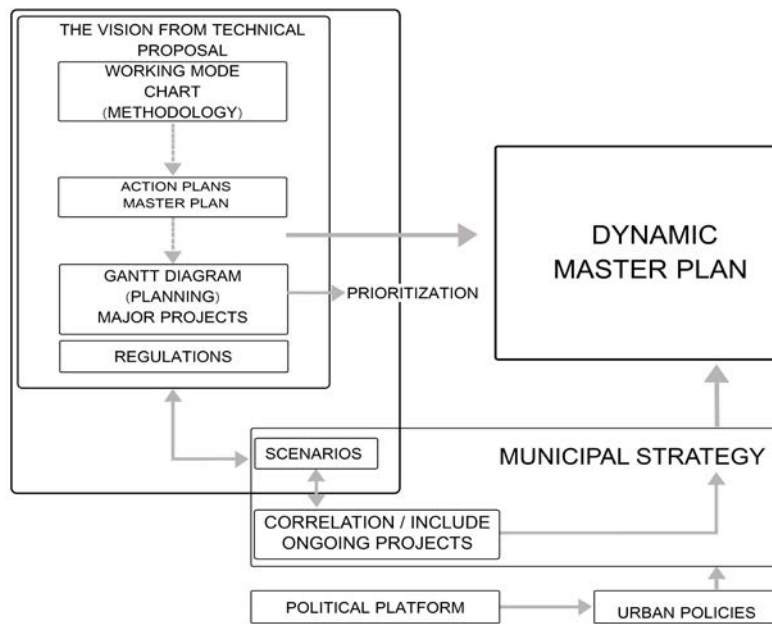 THE VISION FROM TECHNICAL
PROPOSAL
WORKING MODE
CHART
(METHODOLOGY)
ACTION PLANS
MASTER PLAN
GANTT DIAGRAM
(PLANNING)
MAJOR PROJECTS
REGULATIONS
PRIORITIZATION
DYNAMIC
MASTER PLAN
SCENARIOS
MUNICIPAL STRATEGY
CORRELATION / INCLUDE
ONGOING PROJECTS
POLITICAL PLATFORM
URBAN POLICIES